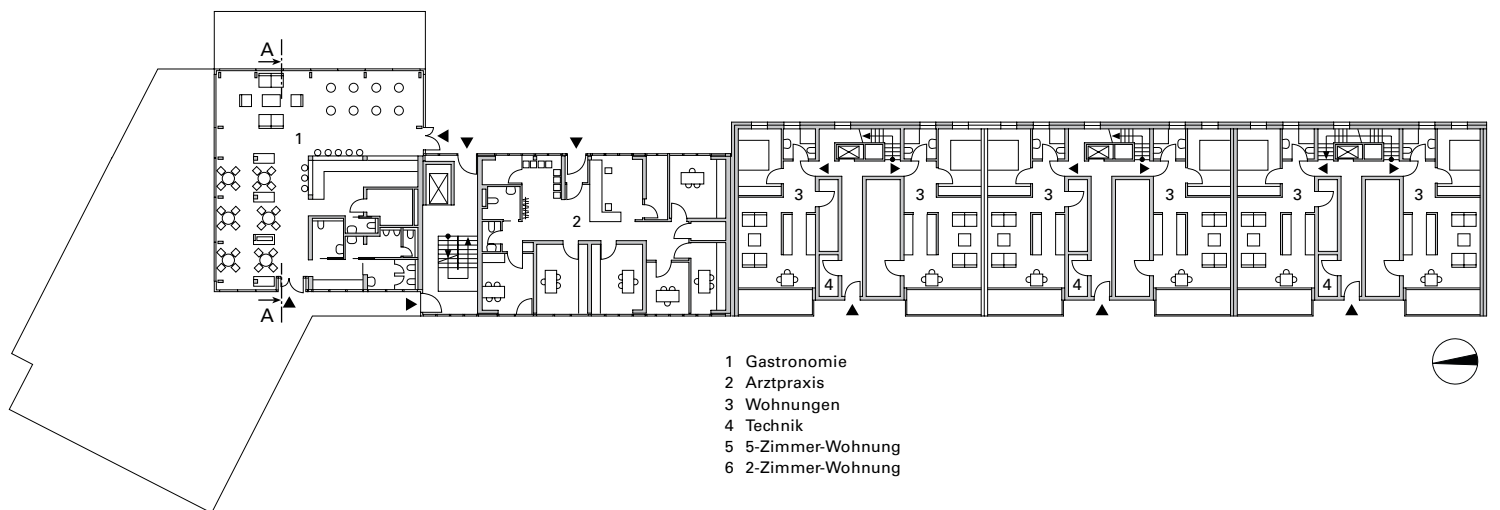 A
1
2
3
3
3
3
3
3
4
4
4
A
1 Gastronomie
2 Arztpraxis
3 Wohnungen
4 Technik
5 5-Zimmer-Wohnung
6 2-Zimmer-Wohnung